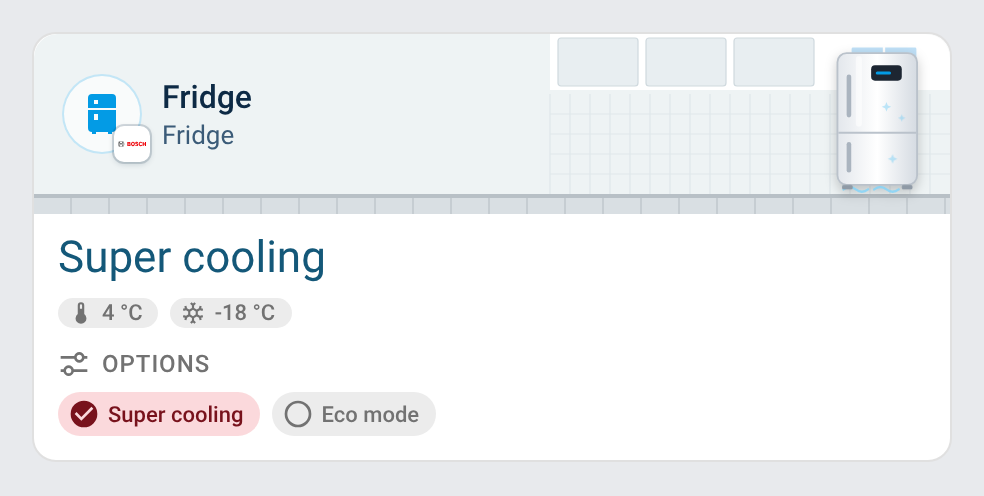 Fridge
Fridge
BOSCH
Super cooling
4 °C
-18 °C
OPTIONS
Super cooling
Eco mode